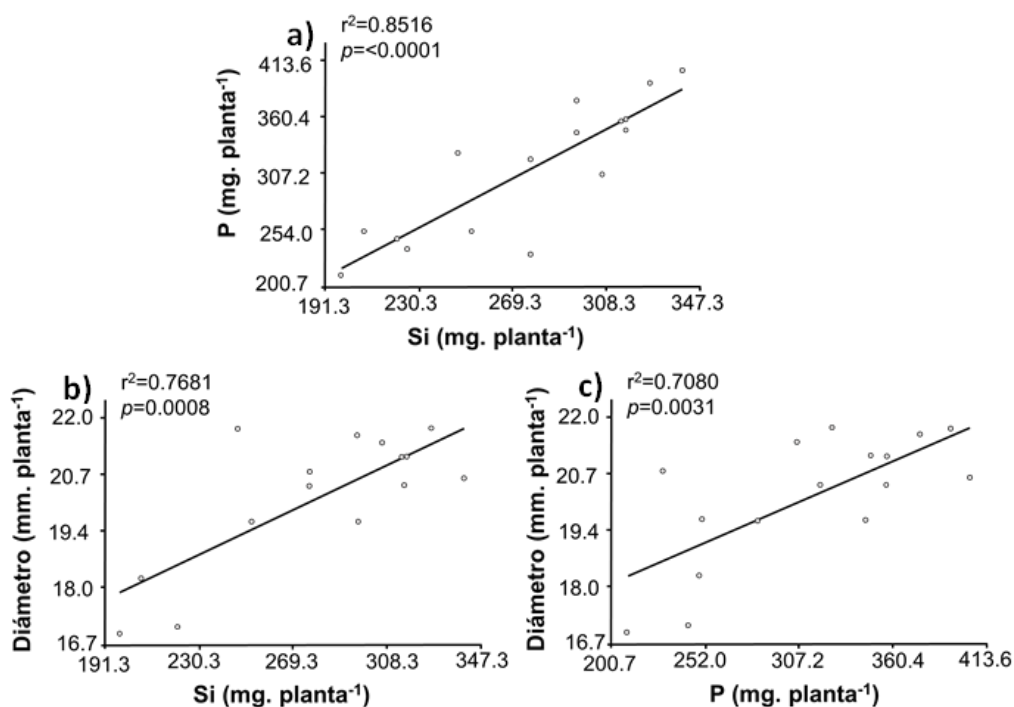 a)
r²=0.8516
p=<0.0001
P (mg. planta⁻¹)
413.6
360.4
307.2
254.0
200.7
191.3 230.3 269.3 308.3 347.3
Si (mg. planta⁻¹)
b)
r²=0.7681
p=0.0008
Diámetro (mm. planta⁻¹)
22.0
20.7
19.4
18.0
16.7
191.3 230.3 269.3 308.3 347.3
Si (mg. planta⁻¹)
c)
r²=0.7080
p=0.0031
Diámetro (mm. planta⁻¹)
22.0
20.7
19.4
18.0
16.7
200.7 252.0 307.2 360.4 413.6
P (mg. planta⁻¹)